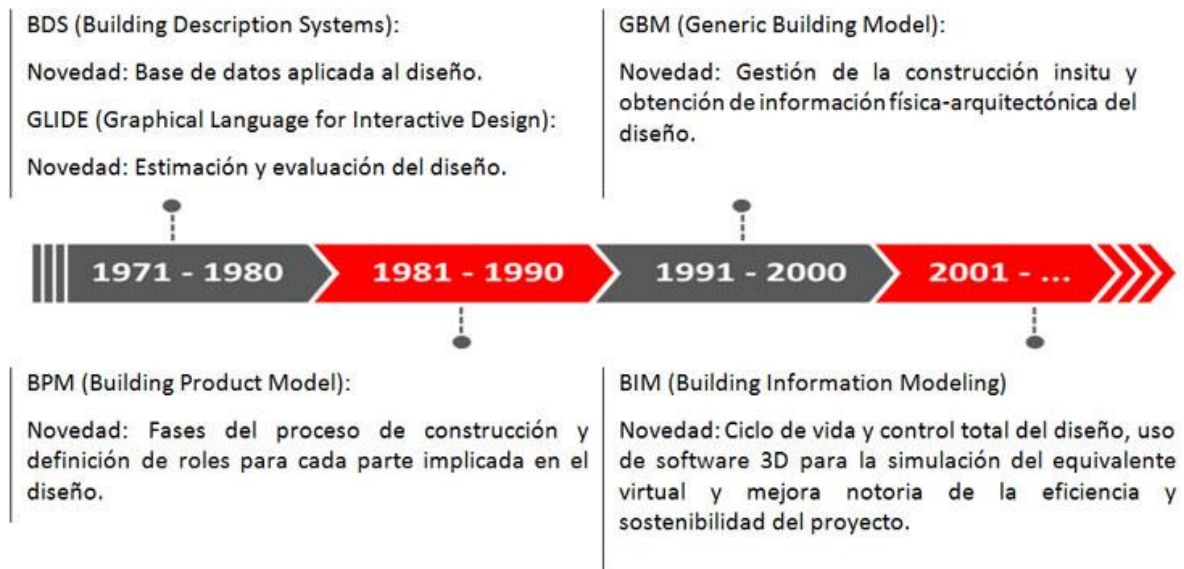 BDS (Building Description Systems):
Novedad: Base de datos aplicada al diseño.
GLIDE (Graphical Language for Interactive Design):
Novedad: Estimación y evaluación del diseño.
GBM (Generic Building Model):
Novedad: Gestión de la construcción insitu y
obtención de información física-arquitectónica del
diseño.
1971 - 1980
1981 - 1990
1991 - 2000
2001 - ...
BPM (Building Product Model):
Novedad: Fases del proceso de construcción y
definición de roles para cada parte implicada en el
diseño.
BIM (Building Information Modeling)
Novedad: Ciclo de vida y control total del diseño, uso
de software 3D para la simulación del equivalente
virtual y mejora notoria de la eficiencia y
sostenibilidad del proyecto.